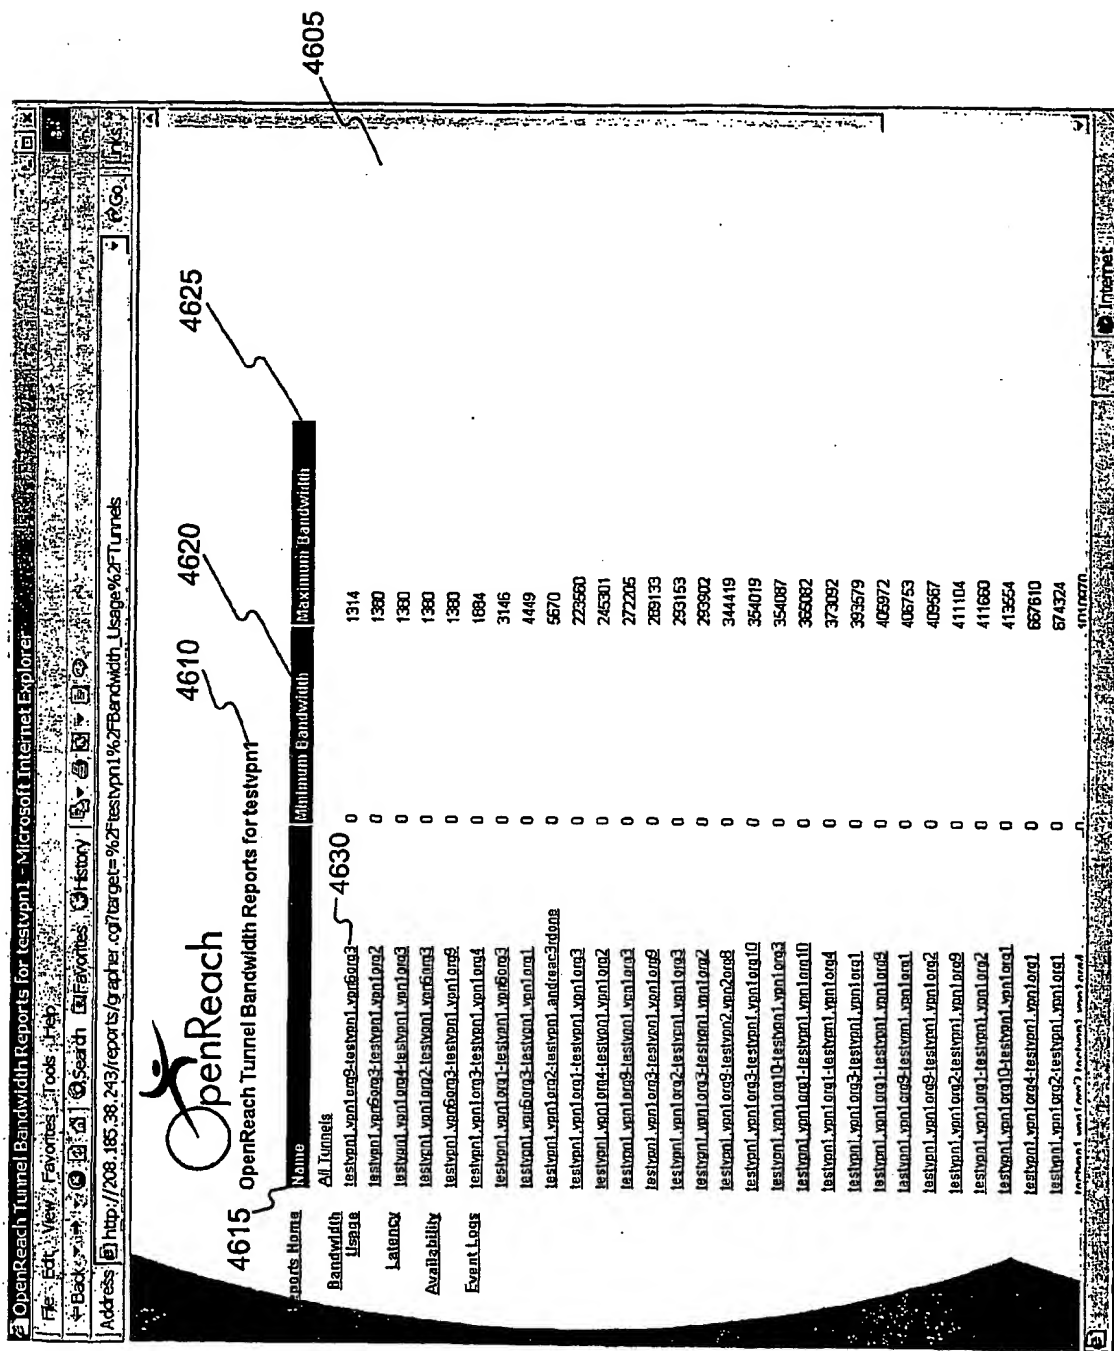 OpenReach Tunnel Bandwidth Reports for testvpn1 - Microsoft Internet Explorer
File Edit View Favorites Tools Help
Back Search Favorites History
Address http://208.185.38.243/reports/grapher.cgi?target=%2Ftestvpn1%2FBandwidth_Usage%2FTunnels Go Links
OpenReach
4605
4610
4615
4620
4625
4630
OpenReach Tunnel Bandwidth Reports for testvpn1
Reports Home
Bandwidth Usage
Latency
Availability
Event Logs
Name Minimum Bandwidth Maximum Bandwidth
All Tunnels
testvpn1.vpn1org9-testvpn1.vpn6org3 0 1314
testvpn1.vpn6org3-testvpn1.vpn1org2 0 1380
testvpn1.vpn1org4-testvpn1.vpn1org3 0 1380
testvpn1.vpn1org2-testvpn1.vpn6org3 0 1380
testvpn1.vpn6org3-testvpn1.vpn1org9 0 1380
testvpn1.vpn1org3-testvpn1.vpn1org4 0 1884
testvpn1.vpn1org1-testvpn1.vpn6org3 0 3146
testvpn1.vpn6org3-testvpn1.vpn1org1 0 4449
testvpn1.vpn1org2-testvpn1.andreac3rdone 0 5670
testvpn1.vpn1org1-testvpn1.vpn1org3 0 223560
testvpn1.vpn1org4-testvpn1.vpn1org2 0 245301
testvpn1.vpn1org9-testvpn1.vpn1org3 0 272205
testvpn1.vpn1org3-testvpn1.vpn1org9 0 289133
testvpn1.vpn1org2-testvpn1.vpn1org3 0 293153
testvpn1.vpn1org3-testvpn1.vpn1org2 0 293902
testvpn1.vpn1org9-testvpn2.vpn2org8 0 344419
testvpn1.vpn1org3-testvpn1.vpn1org10 0 354019
testvpn1.vpn1org10-testvpn1.vpn1org3 0 354087
testvpn1.vpn1org1-testvpn1.vpn1org10 0 366082
testvpn1.vpn1org1-testvpn1.vpn1org4 0 373092
testvpn1.vpn1org3-testvpn1.vpn1org1 0 393579
testvpn1.vpn1org1-testvpn1.vpn1org9 0 406972
testvpn1.vpn1org9-testvpn1.vpn1org1 0 406753
testvpn1.vpn1org9-testvpn1.vpn1org2 0 409567
testvpn1.vpn1org2-testvpn1.vpn1org9 0 411104
testvpn1.vpn1org1-testvpn1.vpn1org2 0 411660
testvpn1.vpn1org10-testvpn1.vpn1org1 0 413554
testvpn1.vpn1org4-testvpn1.vpn1org1 0 667610
testvpn1.vpn1org2-testvpn1.vpn1org1 0 674324
Internet